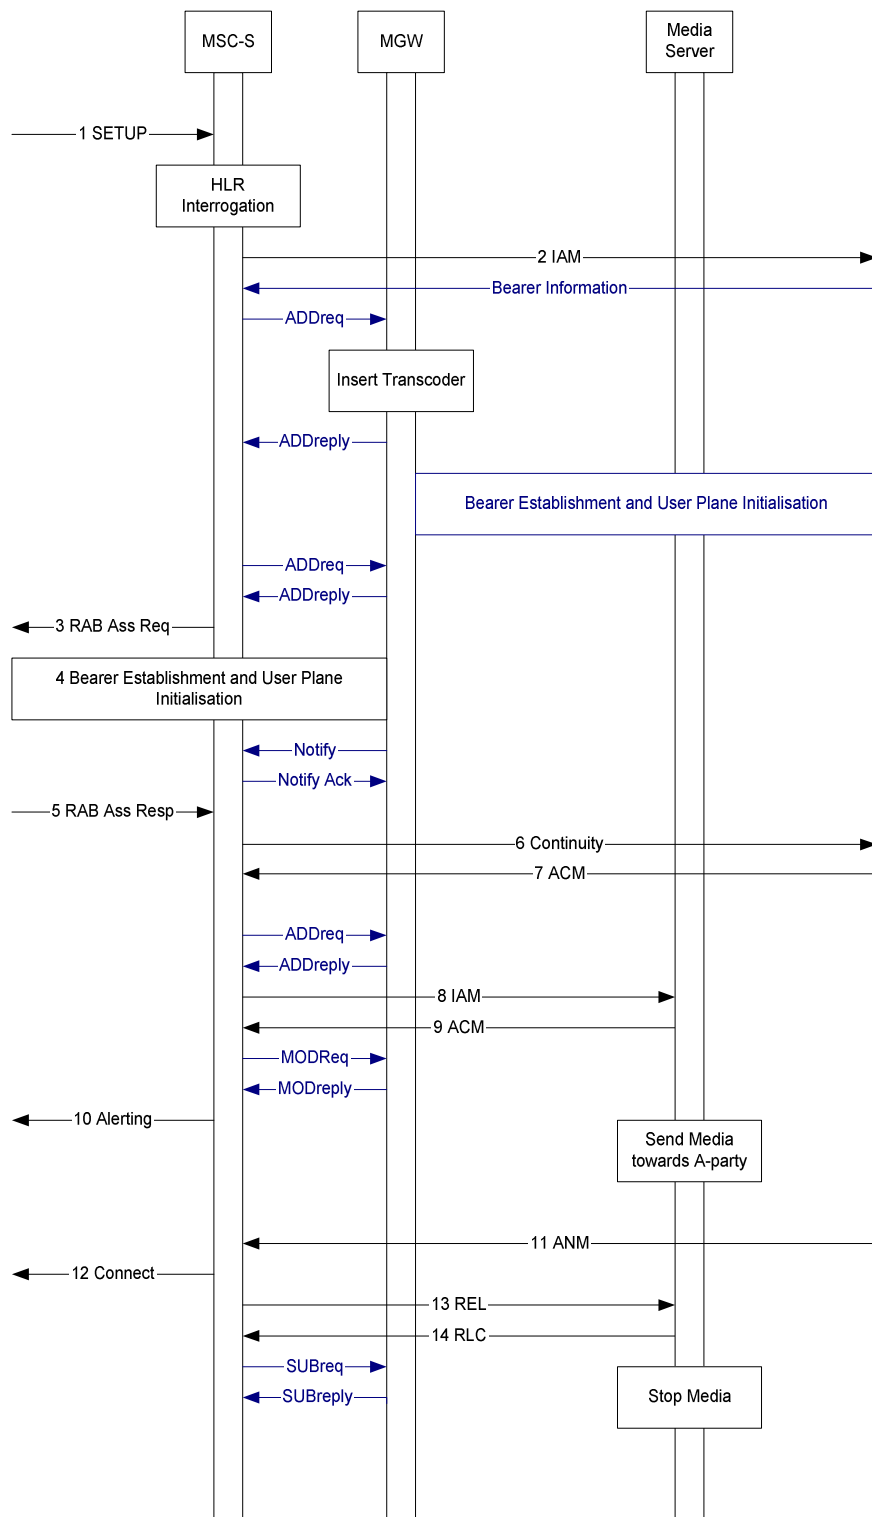 MSC-S
MGW
Media
Server
1 SETUP
HLR
Interrogation
2 IAM
Bearer Information
ADDreq
Insert Transcoder
ADDreply
Bearer Establishment and User Plane Initialisation
ADDreq
ADDreply
3 RAB Ass Req
4 Bearer Establishment and User Plane
Initialisation
Notify
Notify Ack
5 RAB Ass Resp
6 Continuity
7 ACM
ADDreq
ADDreply
8 IAM
9 ACM
MODReq
MODreply
10 Alerting
Send Media
towards A-party
11 ANM
12 Connect
13 REL
14 RLC
SUBreq
SUBreply
Stop Media